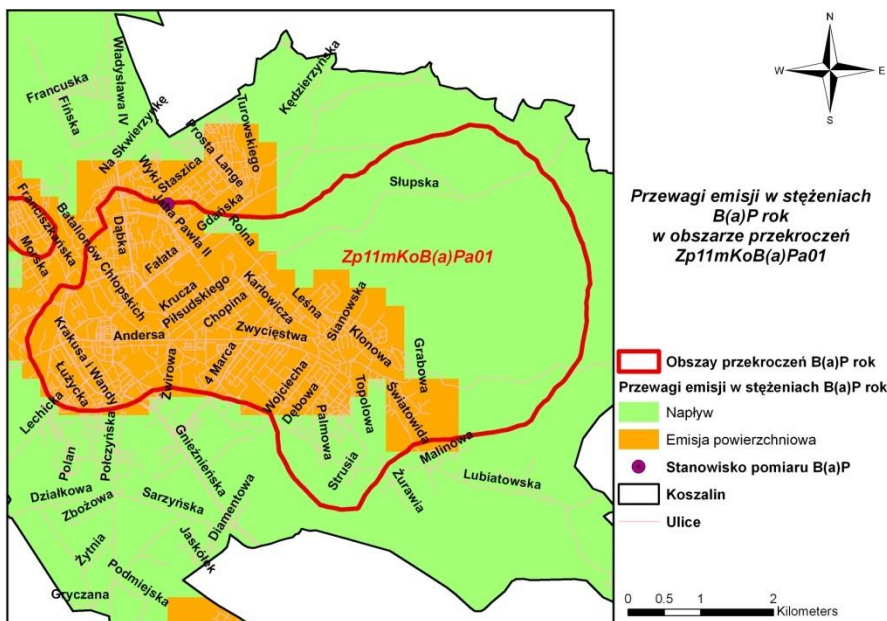 Francuska
Fińska
Władysława IV
Kędzierzyńska
Na Skwierzynkę
Wyki
Staszica
Prosta
Lange
Turowskiego
Słupska
Franciszkańska
Morska
Batalionów Chłopskich
Dąbka
Jana Pawła II
Gdańska
Rolna
Fałata
Zp11mKoB(a)Pa01
Krucza
Piłsudskiego
Chopina
Karłowicza
Leśna
Sianowska
Andersa
Zwycięstwa
Klonowa
Krakusa i Wandy
Łużycka
Żwirowa
4 Marca
Wojciecha
Dębowa
Palmowa
Topolowa
Grabowa
Światowida
Lechicka
Połczyńska
Polan
Gnieźnieńska
Strusia
Malinowa
Żurawia
Lubiatowska
Działkowa
Zbożowa
Sarzyńska
Diamentowa
Jaskółek
Żytnia
Podmiejska
Gryczana
N
W
E
S
Przewagi emisji w stężeniach
B(a)P rok
w obszarze przekroczeń
Zp11mKoB(a)Pa01
Obszay przekroczeń B(a)P rok
Przewagi emisji w stężeniach B(a)P rok
Napływ
Emisja powierzchniowa
Stanowisko pomiaru B(a)P
Koszalin
Ulice
0 0.5 1 2
Kilometers